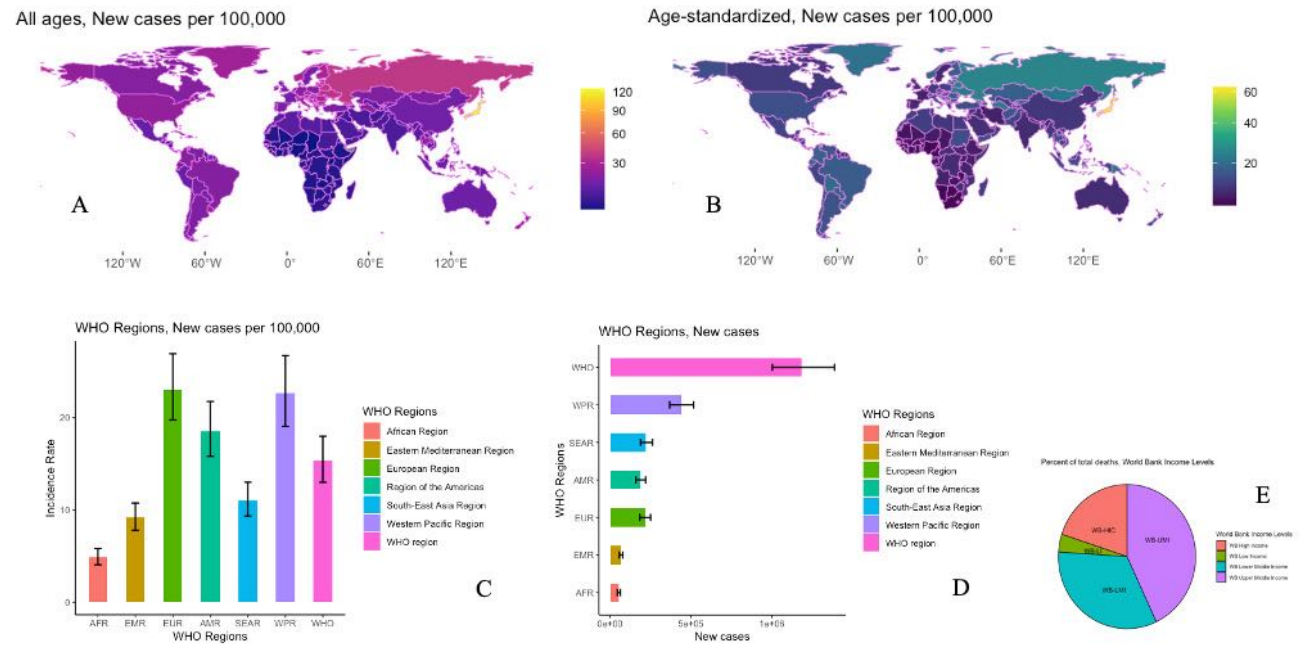 All ages, New cases per 100,000
120
90
60
30
A
120°W 60°W 0° 60°E 120°E
Age-standardized, New cases per 100,000
60
40
20
B
120°W 60°W 0° 60°E 120°E
WHO Regions, New cases per 100,000
Incidence Rate
20
10
0
AFR EMR EUR AMR SEAR WPR WHO
WHO Regions
WHO Regions
African Region
Eastern Mediterranean Region
European Region
Region of the Americas
South-East Asia Region
Western Pacific Region
WHO region
C
WHO Regions, New cases
WHO Regions
WHO
WPR
SEAR
AMR
EUR
EMR
AFR
0e+00 5e+05 1e+06
New cases
WHO Regions
African Region
Eastern Mediterranean Region
European Region
Region of the Americas
South-East Asia Region
Western Pacific Region
WHO region
D
Percent of total deaths, World Bank Income Levels
E
WB-HIC
WB-UMI
WB-LI
WB-LMI
World Bank Income Levels
WB High Income
WB Low Income
WB Lower Middle Income
WB Upper Middle Income